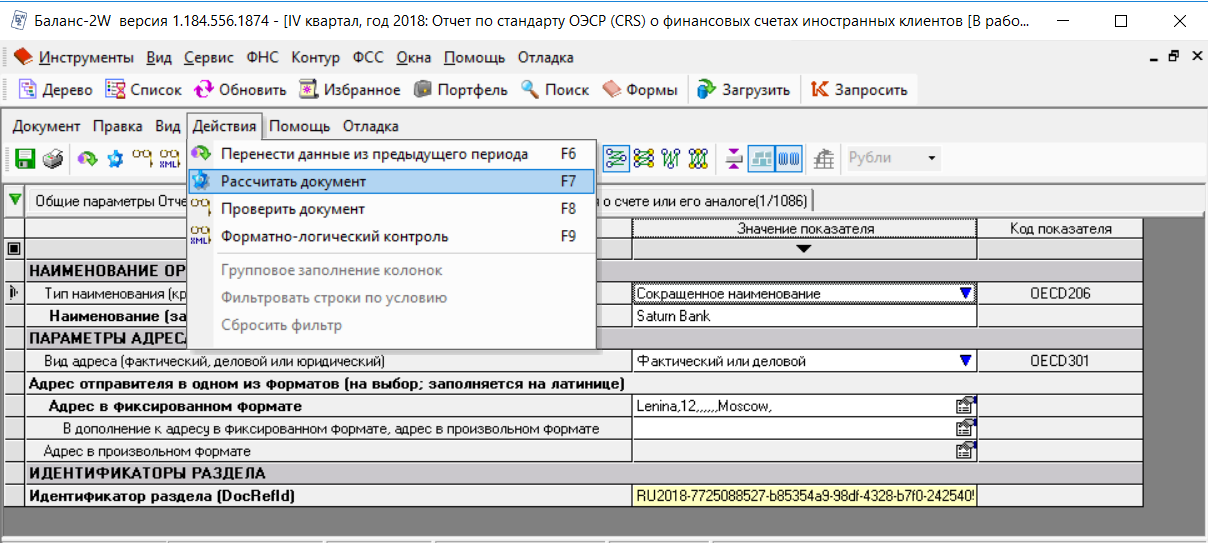 Баланс-2W версия 1.184.556.1874 - [IV квартал, год 2018: Отчет по стандарту ОЭСР (CRS) о финансовых счетах иностранных клиентов [В рабо...
Инструменты Вид Сервис ФНС Контур ФСС Окна Помощь Отладка
Дерево Список Обновить Избранное Портфель Поиск Формы Загрузить Запросить
Документ Правка Вид Действия Помощь Отладка
Рубли
Перенести данные из предыдущего периода F6
Рассчитать документ F7
Проверить документ F8
Форматно-логический контроль F9
Групповое заполнение колонок
Фильтровать строки по условию
Сбросить фильтр
Общие параметры Отче
о счете или его аналоге(1/1086)
Значение показателя Код показателя
НАИМЕНОВАНИЕ ОР
Тип наименования (кр Сокращенное наименование OECD206
Наименование (за Saturn Bank
ПАРАМЕТРЫ АДРЕС
Вид адреса (фактический, деловой или юридический) Фактический или деловой OECD301
Адрес отправителя в одном из форматов (на выбор; заполняется на латинице)
Адрес в фиксированном формате Lenina,12,,,,,,Moscow,
В дополнение к адресу в фиксированном формате, адрес в произвольном формате
Адрес в произвольном формате
ИДЕНТИФИКАТОРЫ РАЗДЕЛА
Идентификатор раздела (DocRefId) RU2018-7725088527-b85354a9-98df-4328-b7f0-242540